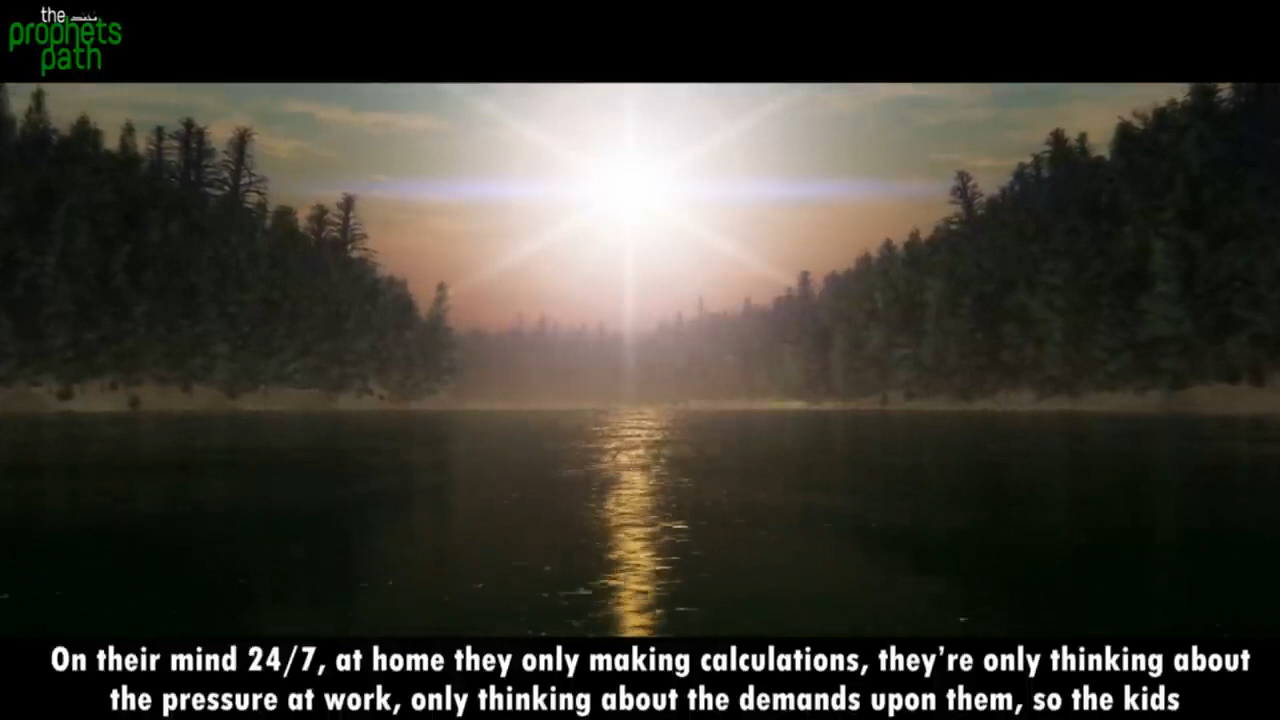 the
prophets
path
On their mind 24/7, at home they only making calculations, they're only thinking about
the pressure at work, only thinking about the demands upon them, so the kids